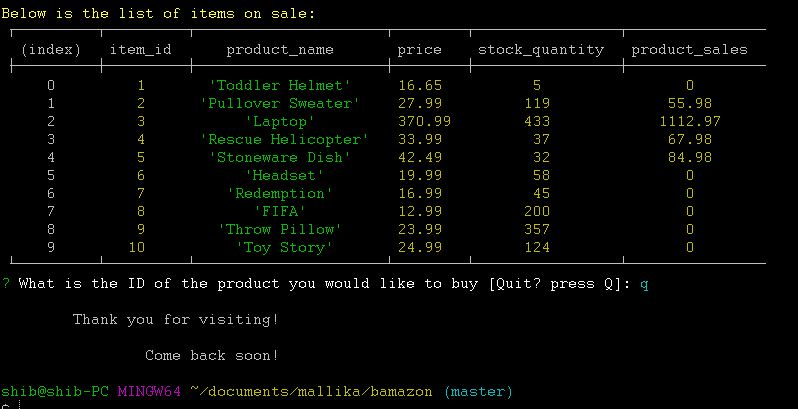 Below is the list of items on sale:
(index) item_id product_name price stock_quantity product_sales
0 1 'Toddler Helmet' 16.65 5 0
1 2 'Pullover Sweater' 27.99 119 55.98
2 3 'Laptop' 370.99 433 1112.97
3 4 'Rescue Helicopter' 33.99 37 67.98
4 5 'Stoneware Dish' 42.49 32 84.98
5 6 'Headset' 19.99 58 0
6 7 'Redemption' 16.99 45 0
7 8 'FIFA' 12.99 200 0
8 9 'Throw Pillow' 23.99 357 0
9 10 'Toy Story' 24.99 124 0
? What is the ID of the product you would like to buy [Quit? press Q]: q
Thank you for visiting!
Come back soon!
shib@shib-PC MINGW64 ~/documents/mallika/bamazon (master)